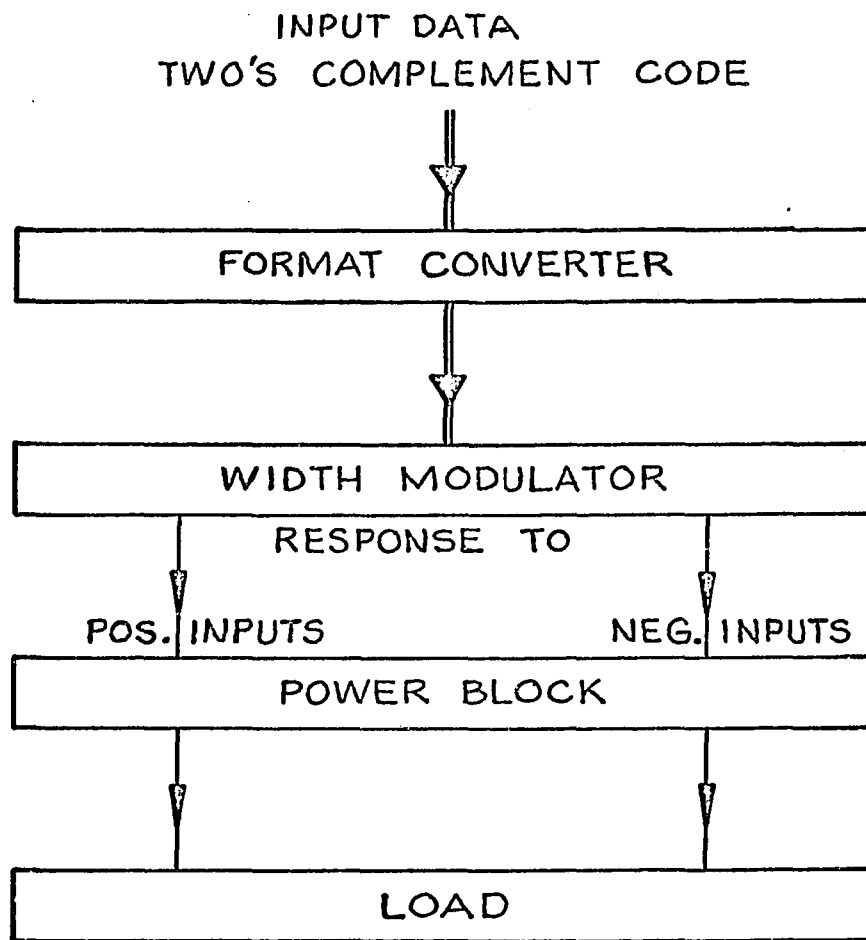 INPUT DATA
TWO'S COMPLEMENT CODE
FORMAT CONVERTER
WIDTH MODULATOR
RESPONSE TO
POS. INPUTS NEG. INPUTS
POWER BLOCK
LOAD